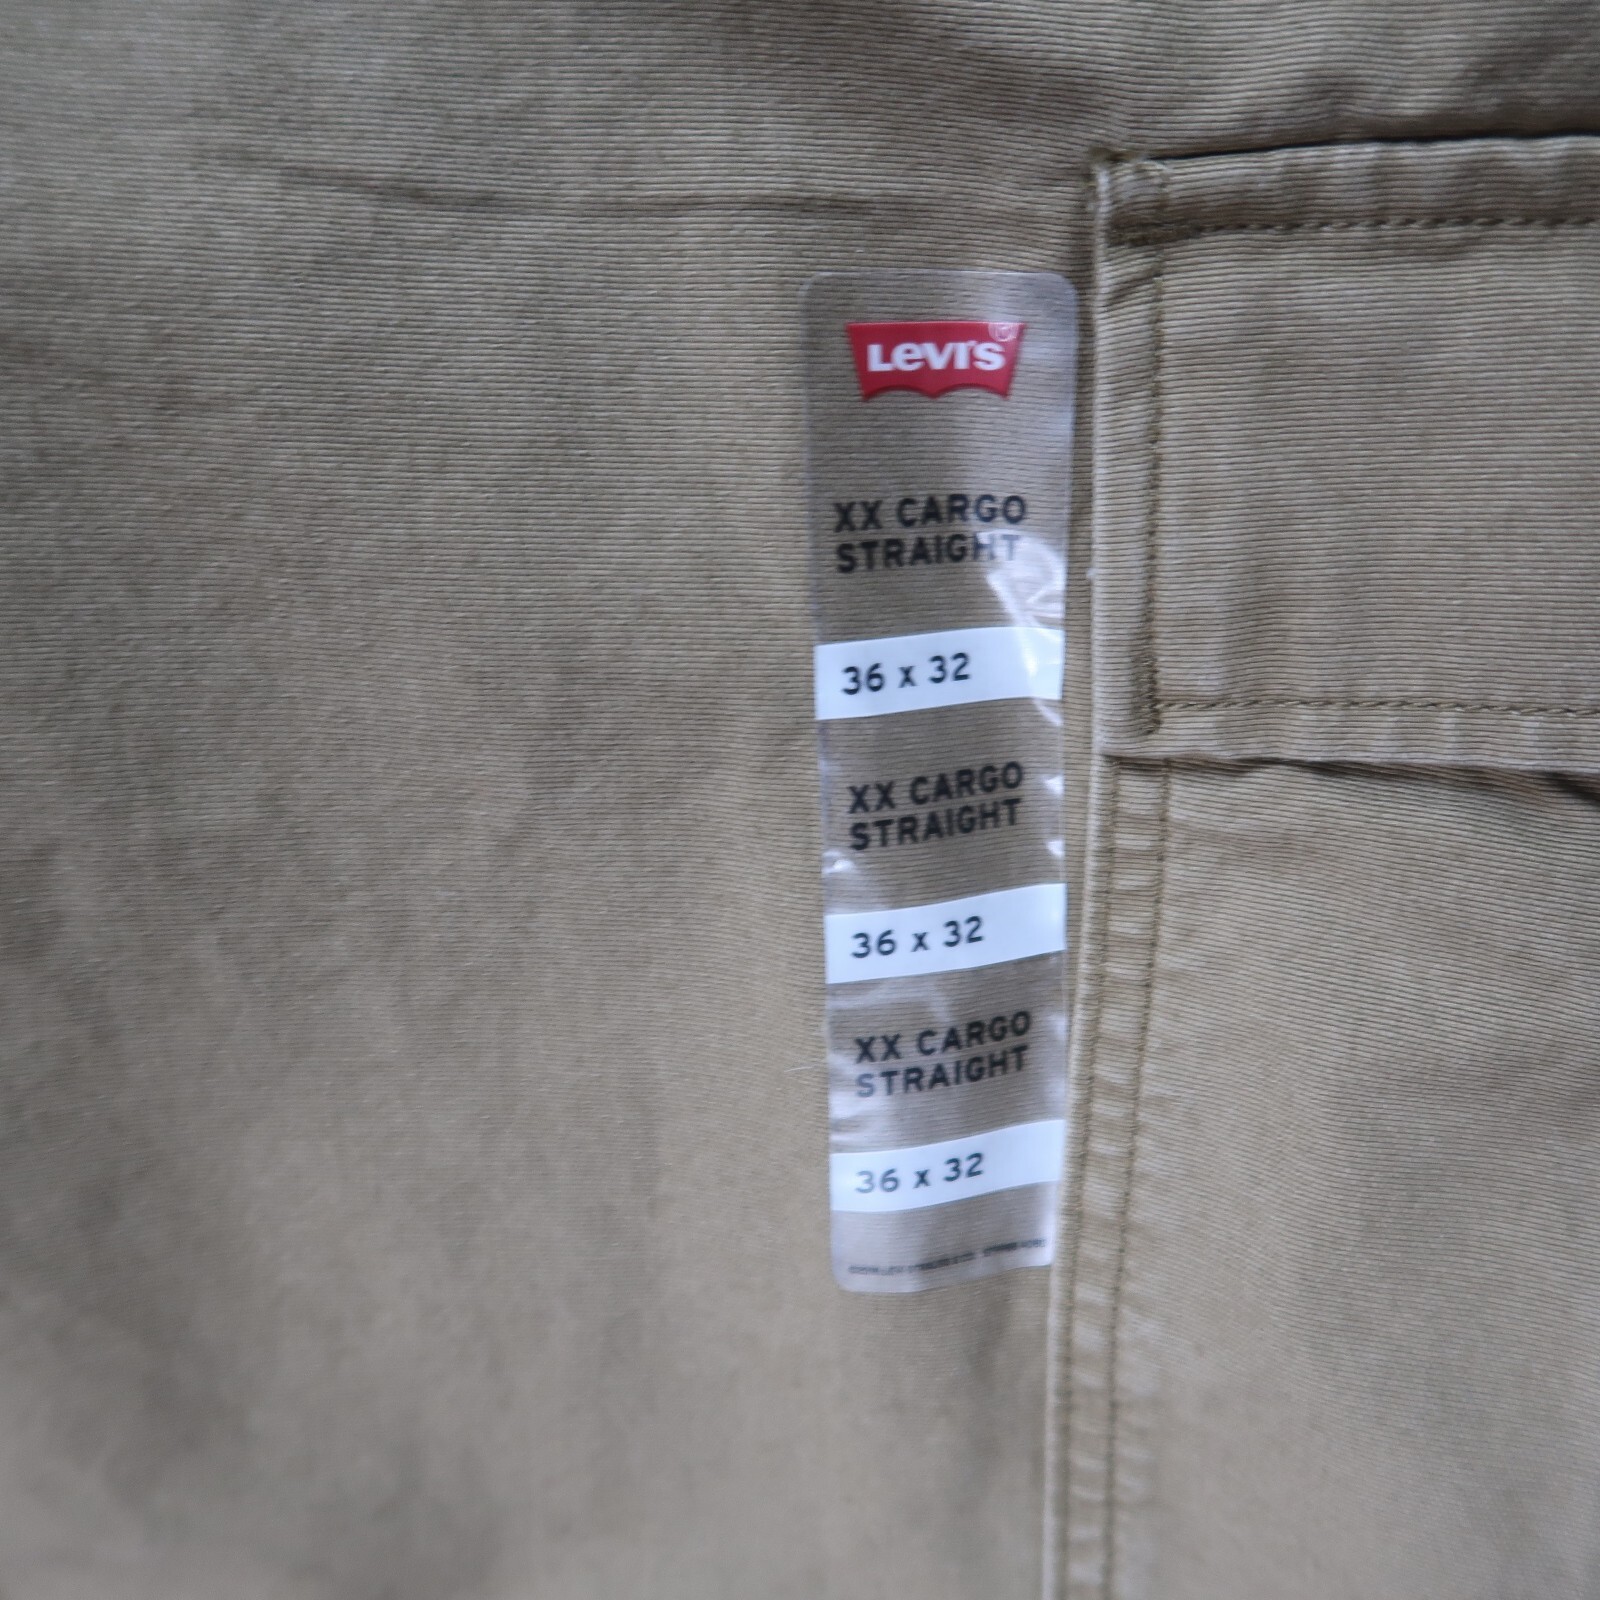 Levi's
XX CARGO
STRAIGHT
36 x 32
XX CARGO
STRAIGHT
36 x 32
XX CARGO
STRAIGHT
36 x 32